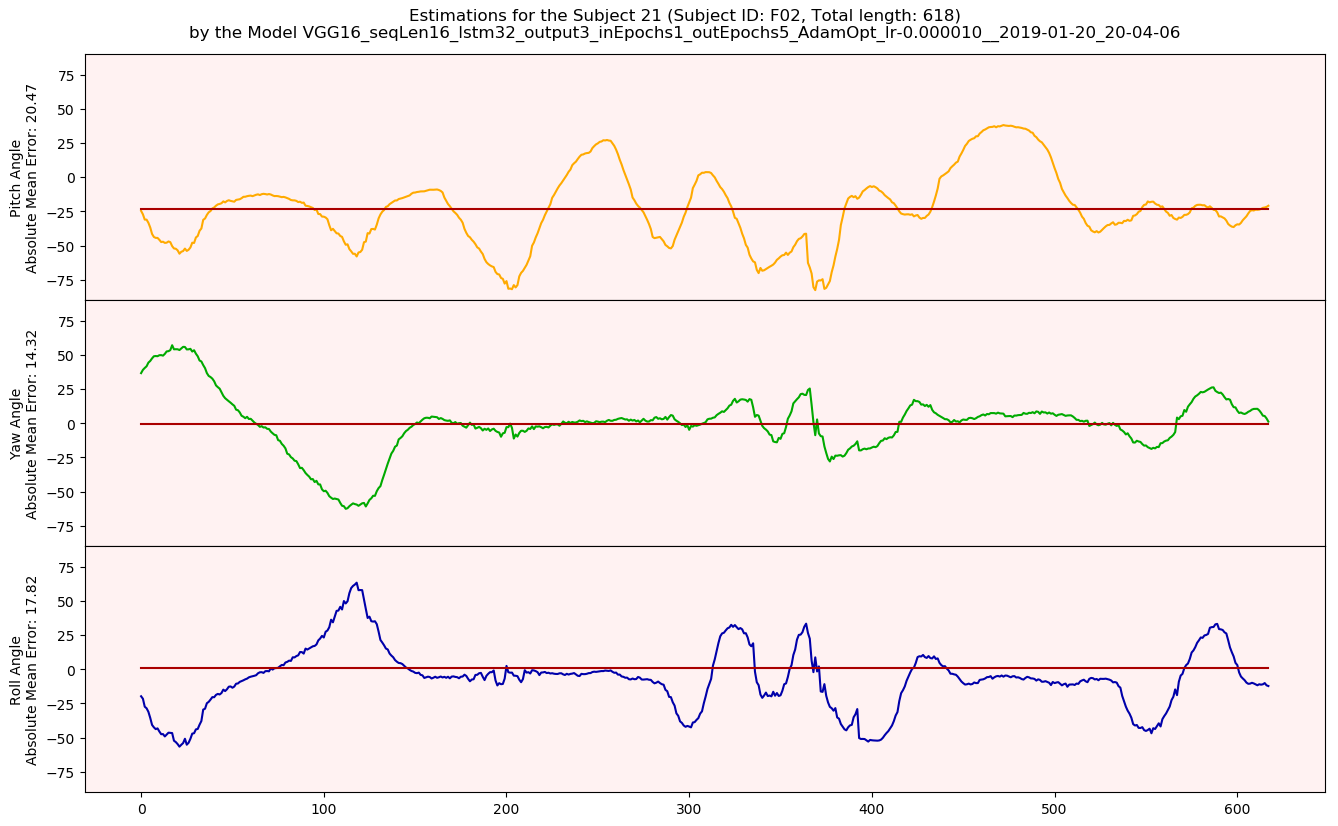 Estimations for the Subject 21 (Subject ID: F02, Total length: 618)
by the Model VGG16_seqLen16_lstm32_output3_inEpochs1_outEpochs5_AdamOpt_lr-0.000010__2019-01-20_20-04-06
Pitch Angle
Absolute Mean Error: 20.47
75
50
25
0
−25
−50
−75
Yaw Angle
Absolute Mean Error: 14.32
75
50
25
0
−25
−50
−75
Roll Angle
Absolute Mean Error: 17.82
75
50
25
0
−25
−50
−75
0 100 200 300 400 500 600